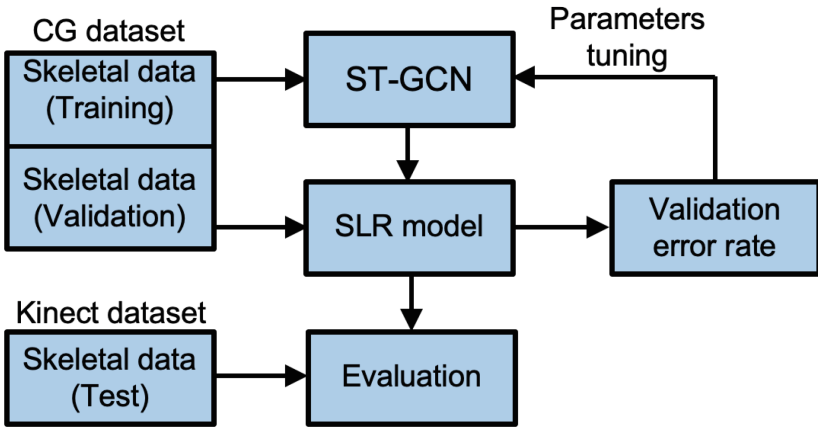 CG dataset
Skeletal data
(Training)
Skeletal data
(Validation)
ST-GCN
Parameters
tuning
SLR model
Validation
error rate
Kinect dataset
Skeletal data
(Test)
Evaluation